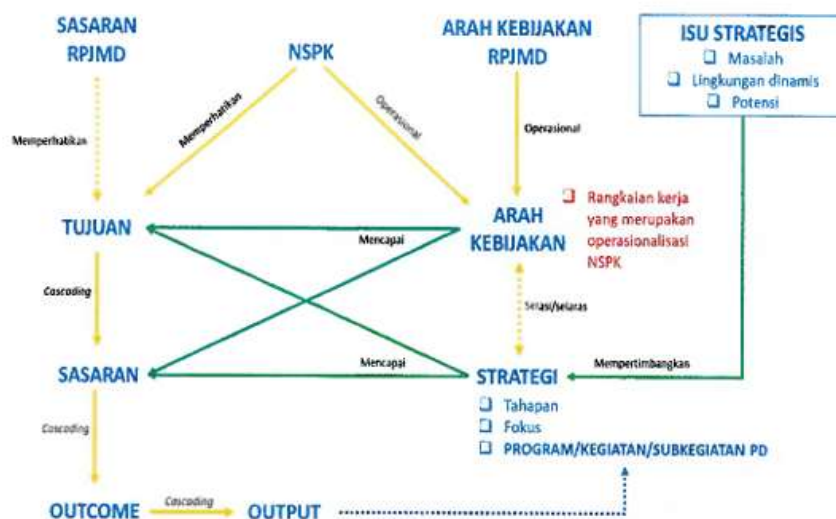 SASARAN
RPJMD
NSPK
ARAH KEBIJAKAN
RPJMD
ISU STRATEGIS
Masalah
Lingkungan dinamis
Potensi
Memperhatikan
Memperhatikan
Operasional
Operasional
TUJUAN
Mencapai
ARAH
KEBIJAKAN
Rangkaian kerja
yang merupakan
operasionalisasi
NSPK
Cascading
Serasi/selaras
SASARAN
Mencapai
STRATEGI
Mempertimbangkan
Tahapan
Fokus
PROGRAM/KEGIATAN/SUBKEGIATAN PD
Cascading
OUTCOME
Cascading
OUTPUT